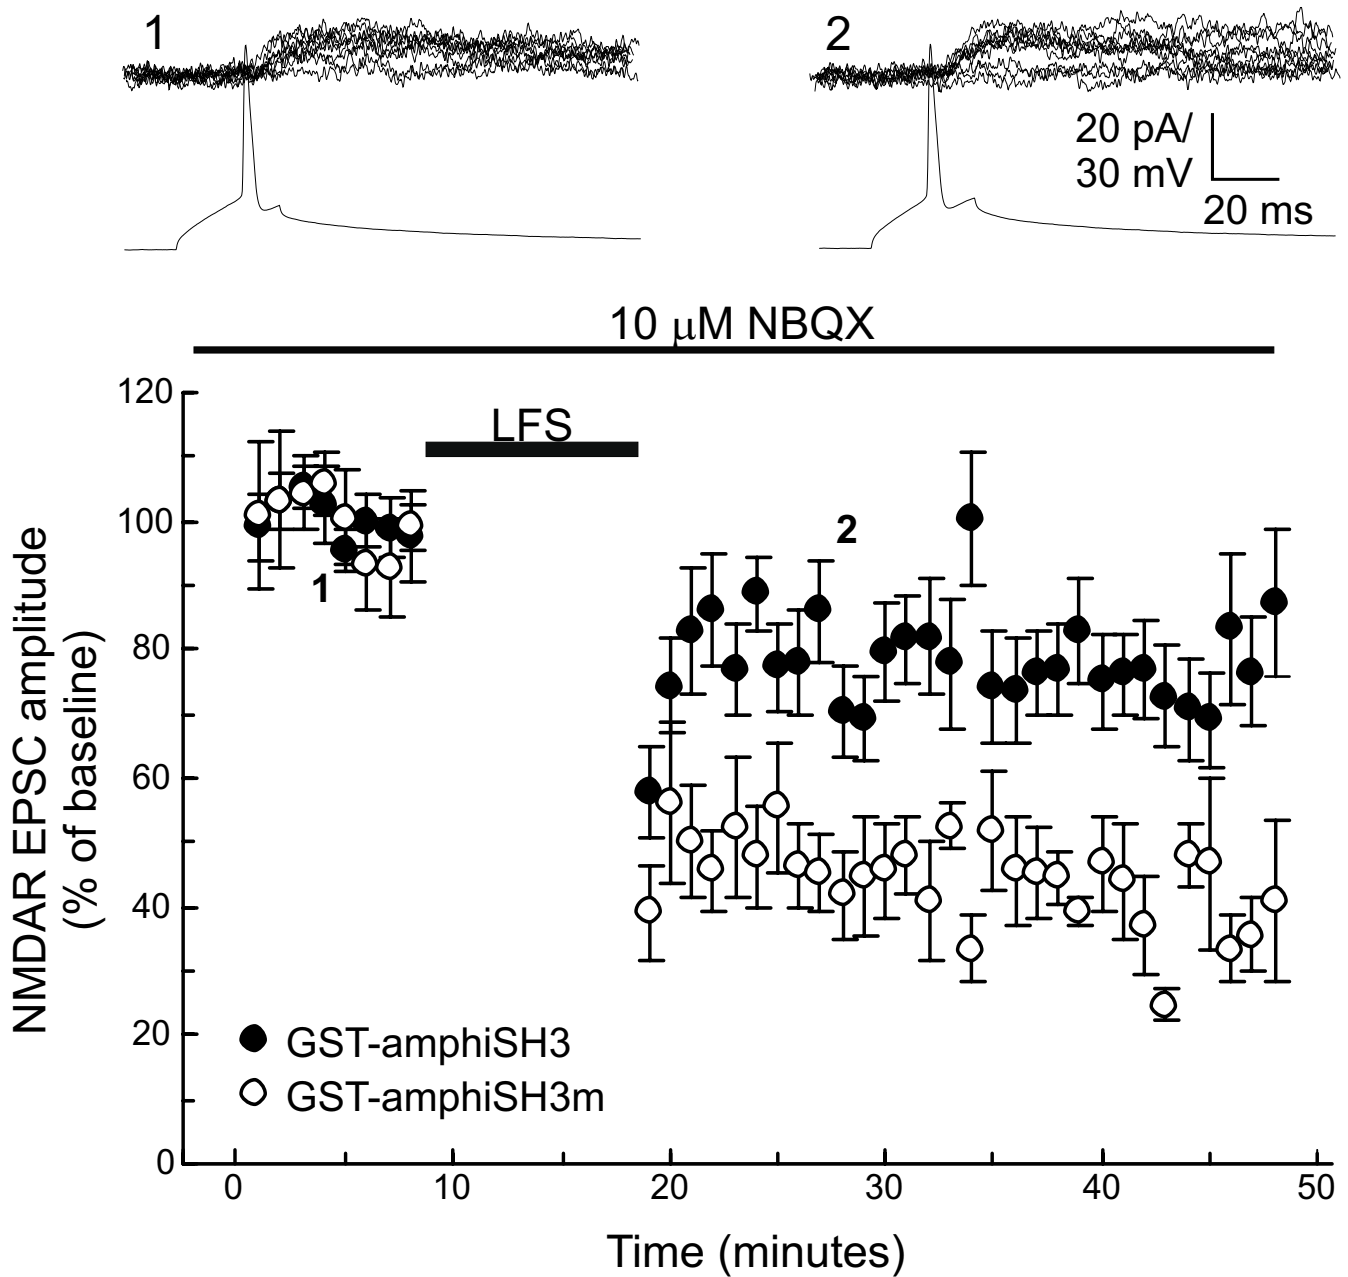 1
2
20 pA/
30 mV
20 ms
10 μM NBQX
120
LFS
100
2
1
80
60
40
20
0
NMDAR EPSC amplitude
(% of baseline)
GST-amphiSH3
GST-amphiSH3m
0 10 20 30 40 50
Time (minutes)